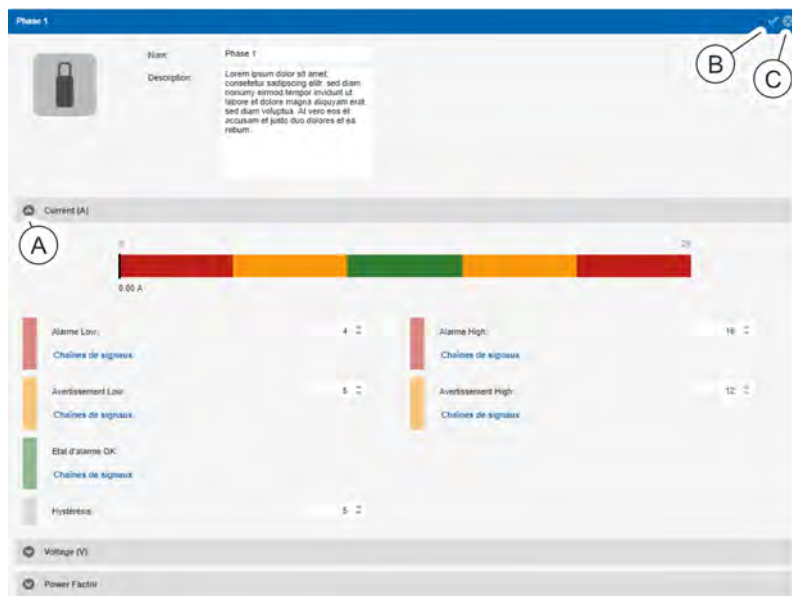 Phase 1
B
C
Nom: Phase 1
Description: Lorem ipsum dolor sit amet,
consetetur sadipscing elitr, sed diam
nonumy eirmod tempor invidunt ut
labore et dolore magna aliquyam erat,
sed diam voluptua. At vero eos et
accusam et justo duo dolores et ea
rebum.
Current (A)
A
0
0.00 A
Alarme Low: 4
Chaînes de signaux
Alarme High:
Chaînes de signaux
Avertissement Low:
Chaînes de signaux
Avertissement High: 12
Chaînes de signaux
Etat d'alarme OK:
Chaînes de signaux
Hystérésis: 5
Voltage (V)
Power Factor